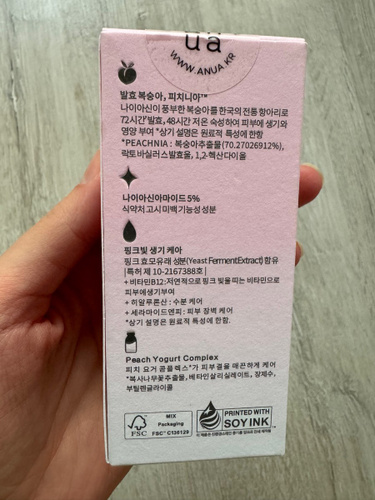 üä
WWW.ANUA.KR
발효 복숭아, 피치니아™
나이아신이 풍부한 복숭아를 한국의 전통 항아리로
72시간 발효, 48시간 저온 숙성하여 피부에 생기와
영양 부여 *상기 설명은 원료적 특성에 한함
*PEACHNIA : 복숭아추출물(70.27026912%),
락토바실러스발효물, 1,2-헥산다이올
나이아신아마이드 5%
식약처 고시 미백 기능성 성분
핑크빛 생기 케어
핑크 효모유래 성분(Yeast Ferment Extract) 함유
|특허 제 10-2167388호|
+ 비타민B12: 자연적으로 핑크 빛을 띠는 비타민으로
피부에 생기 부여
+ 히알루론산 : 수분 케어
+ 세라마이드엔피: 피부 장벽 케어
*상기 설명은 원료적 특성에 한함.
Peach Yogurt Complex
피치 요거 콤플렉스*가 피부결을 매끈하게 케어
*복사나무꽃추출물, 베타인살리실레이트, 잼제수,
부틸렌글라이콜
FSC
MIX
Packaging
FSC® C136129
PRINTED WITH
SOY INK™